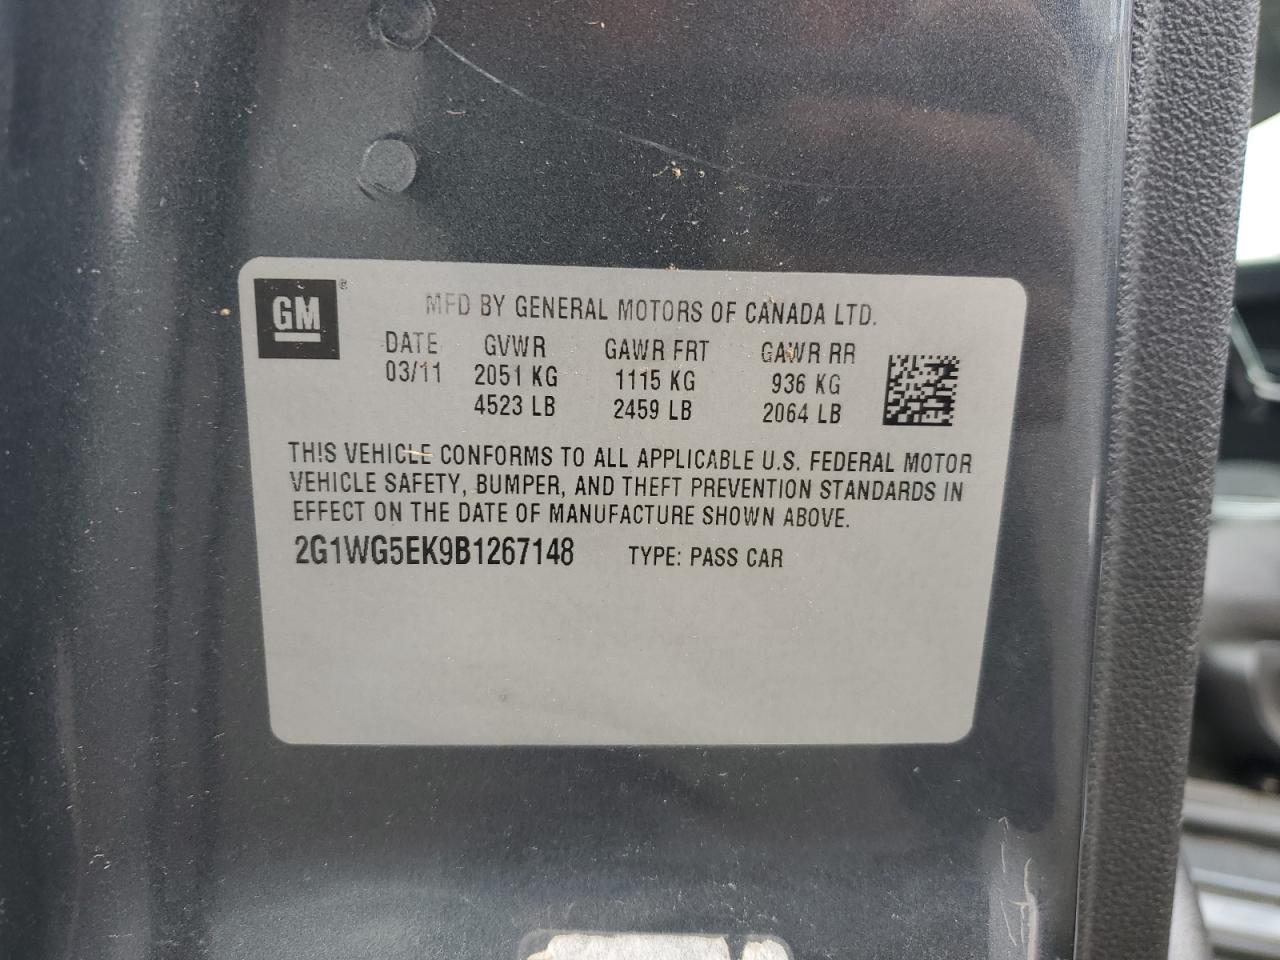 GM®
MFD BY GENERAL MOTORS OF CANADA LTD.
DATE GVWR GAWR FRT GAWR RR
03/11 2051 KG 1115 KG 936 KG
4523 LB 2459 LB 2064 LB
THIS VEHICLE CONFORMS TO ALL APPLICABLE U.S. FEDERAL MOTOR
VEHICLE SAFETY, BUMPER, AND THEFT PREVENTION STANDARDS IN
EFFECT ON THE DATE OF MANUFACTURE SHOWN ABOVE.
2G1WG5EK9B1267148 TYPE: PASS CAR